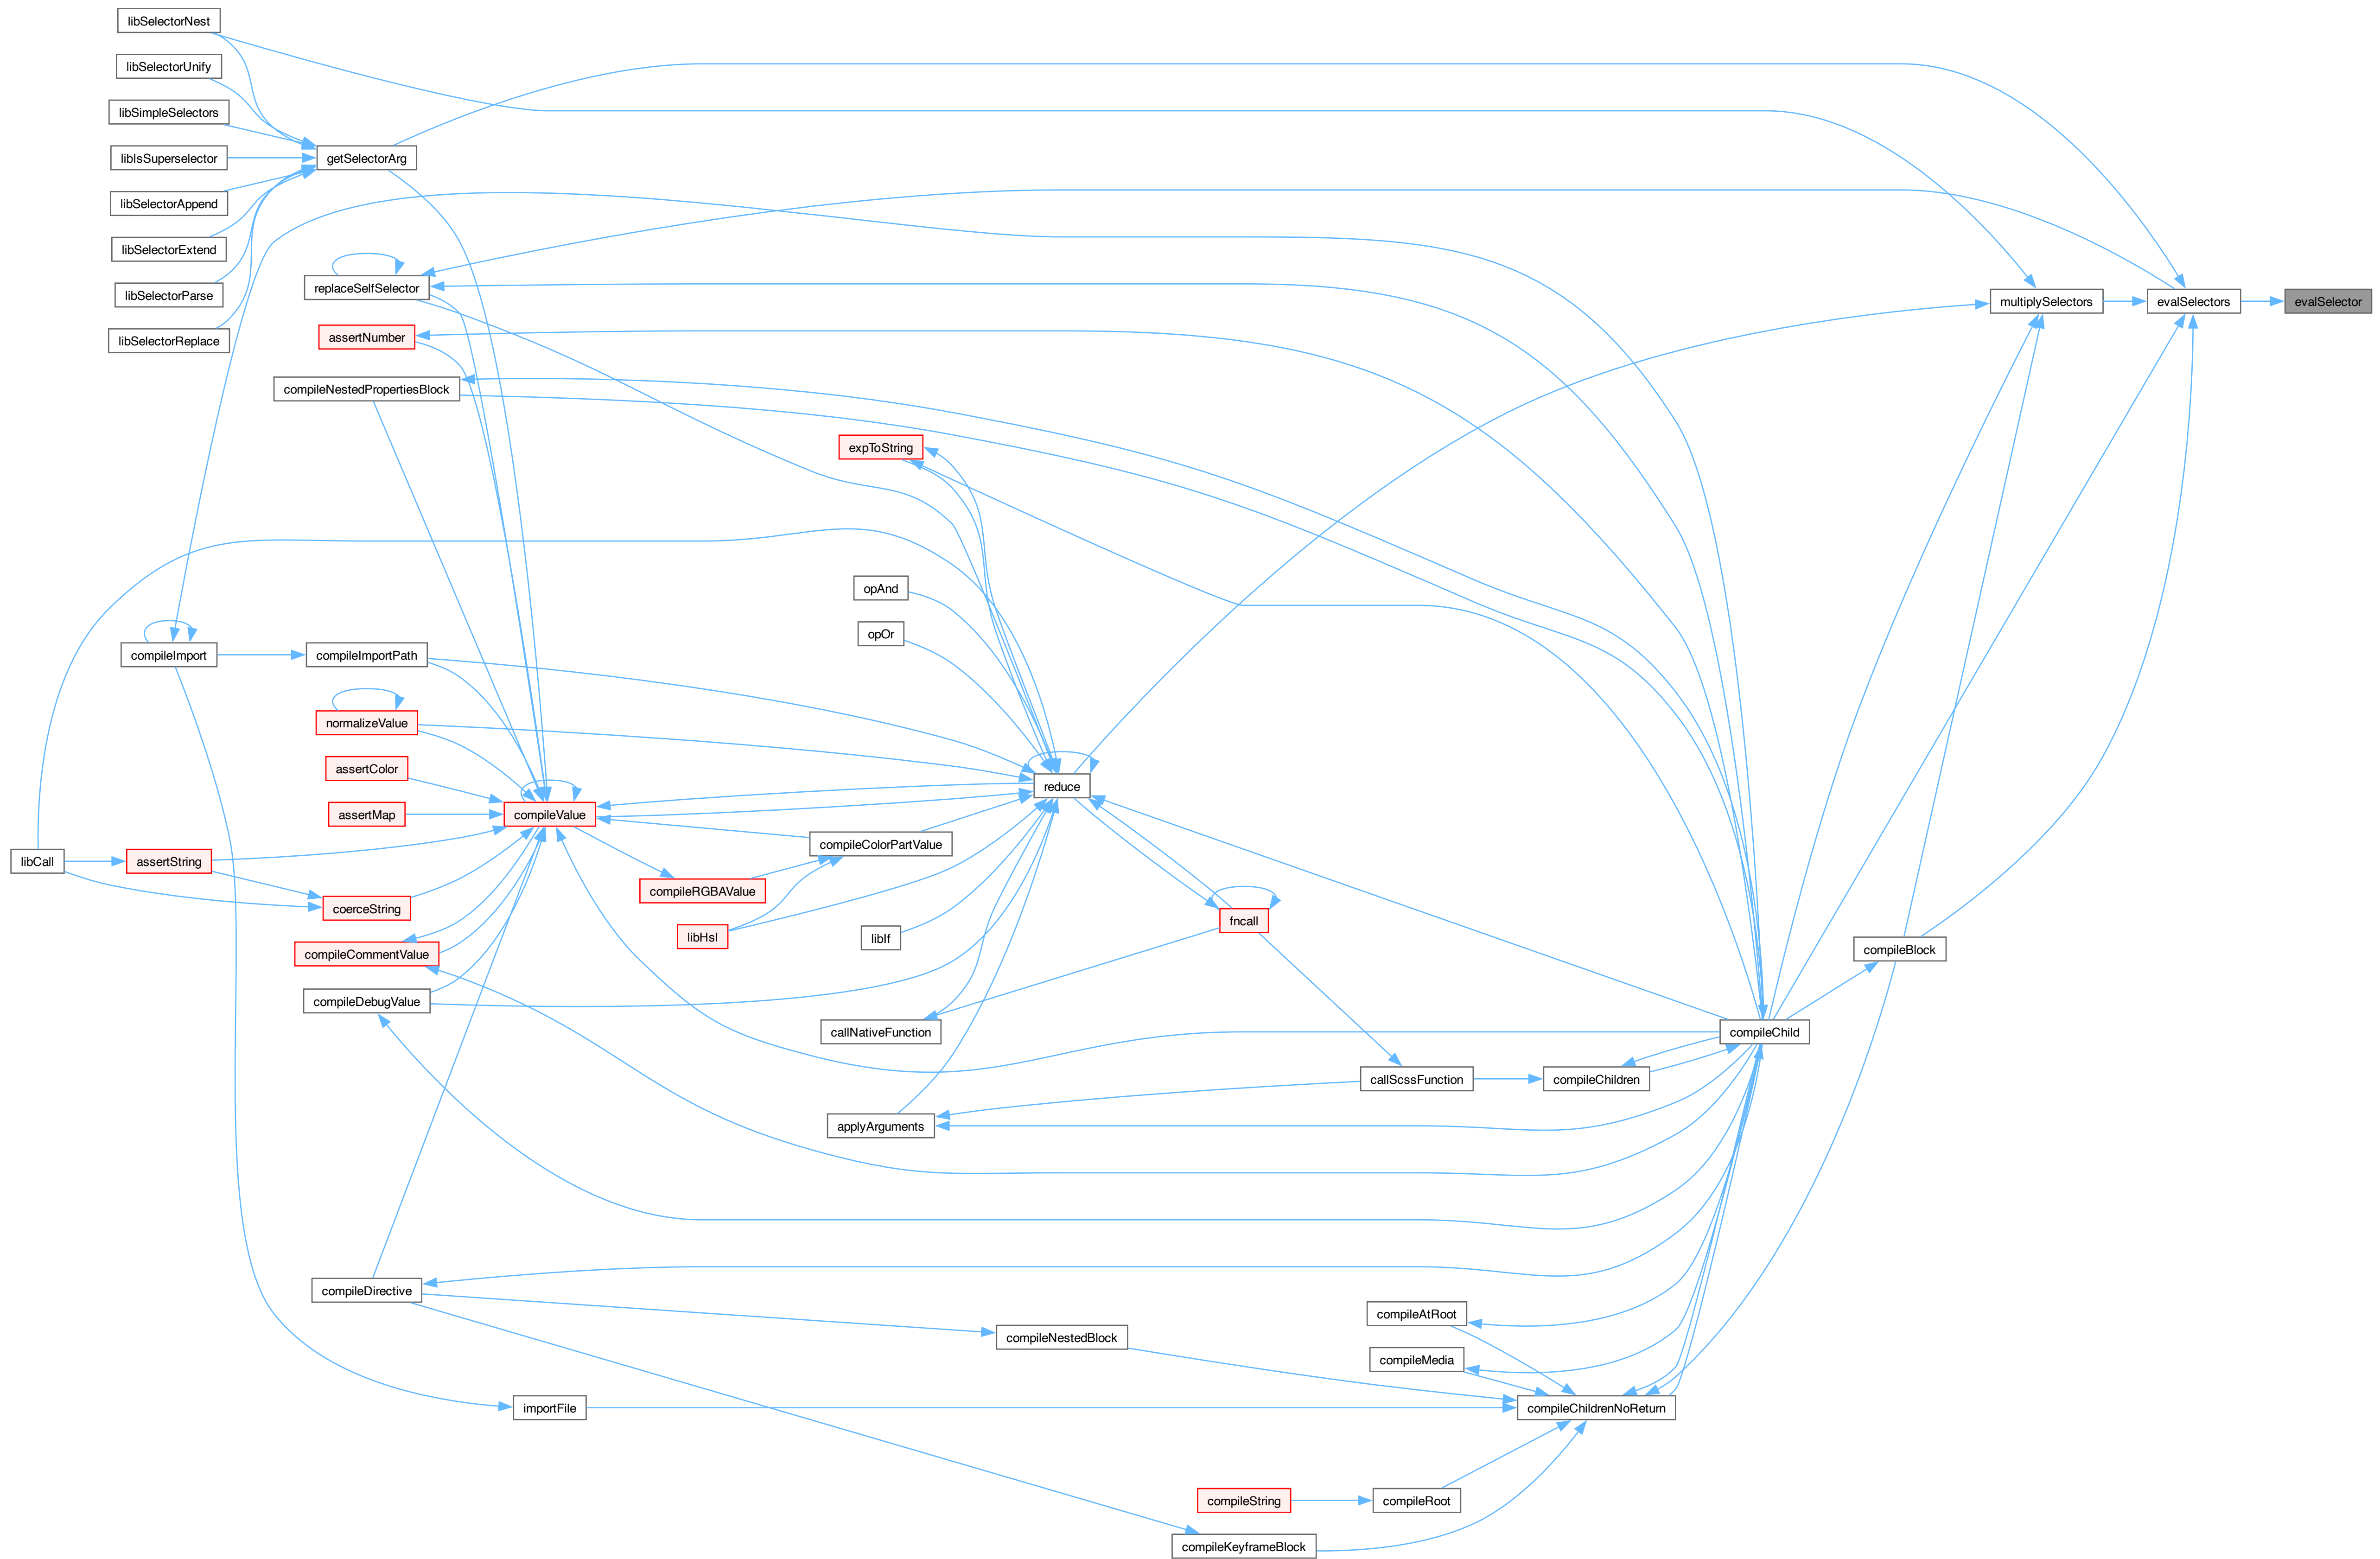 libSelectorNest
libSelectorUnify
libSimpleSelectors
libIsSuperselector
getSelectorArg
libSelectorAppend
libSelectorExtend
libSelectorParse
libSelectorReplace
replaceSelfSelector
multiplySelectors
evalSelectors
evalSelector
assertNumber
compileNestedPropertiesBlock
expToString
opAnd
opOr
compileImport
compileImportPath
normalizeValue
assertColor
reduce
assertMap
compileValue
compileColorPartValue
libCall
assertString
compileRGBAValue
coerceString
fncall
libHsl
libIf
compileCommentValue
compileBlock
compileDebugValue
callNativeFunction
compileChild
callScssFunction
compileChildren
applyArguments
compileDirective
compileAtRoot
compileNestedBlock
compileMedia
importFile
compileChildrenNoReturn
compileString
compileRoot
compileKeyframeBlock